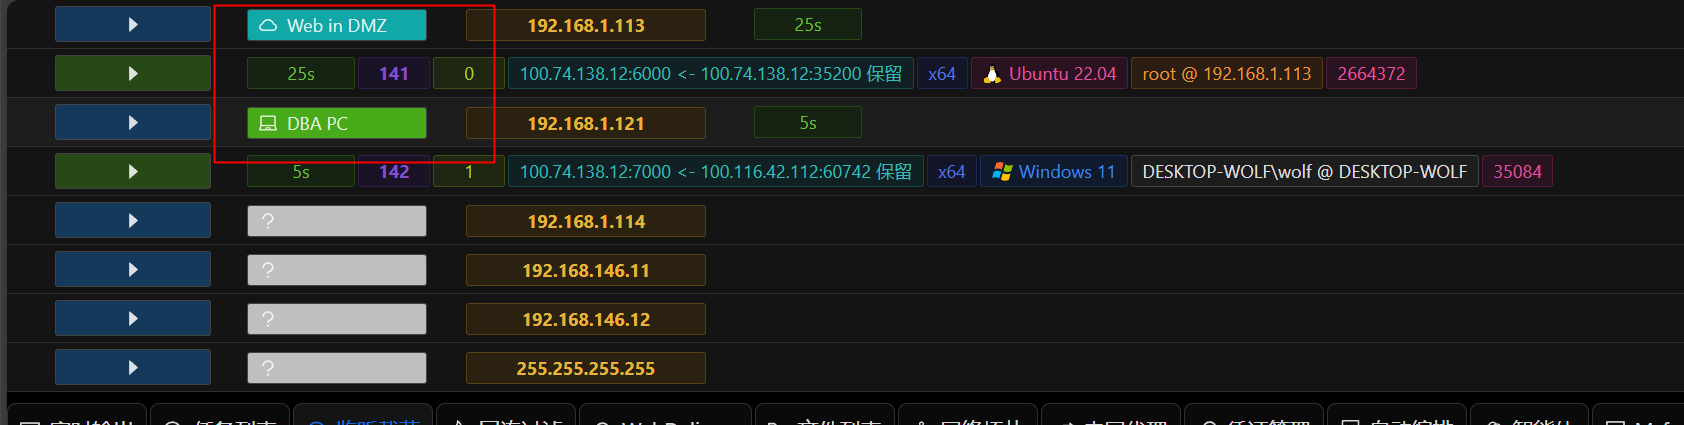 Web in DMZ 192.168.1.113 25s
25s 141 0 100.74.138.12:6000 <- 100.74.138.12:35200 保留 x64 Ubuntu 22.04 root @ 192.168.1.113 2664372
DBA PC 192.168.1.121 5s
5s 142 1 100.74.138.12:7000 <- 100.116.42.112:60742 保留 x64 Windows 11 DESKTOP-WOLF\wolf @ DESKTOP-WOLF 35084
? 192.168.1.114
? 192.168.146.11
? 192.168.146.12
? 255.255.255.255